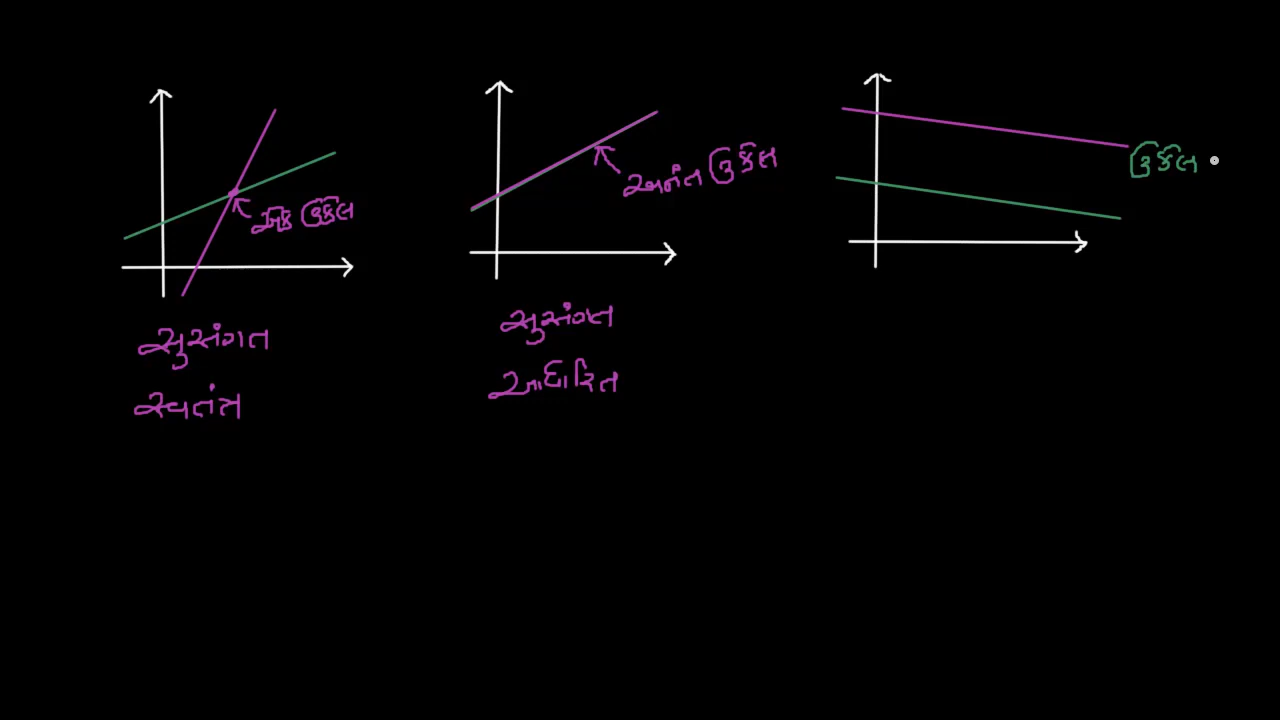 એક ઉકેલ
સુસંગત
સ્વતંત્ર
અનંત ઉકેલ
સુસંગત
આધારિત
ઉકેલ